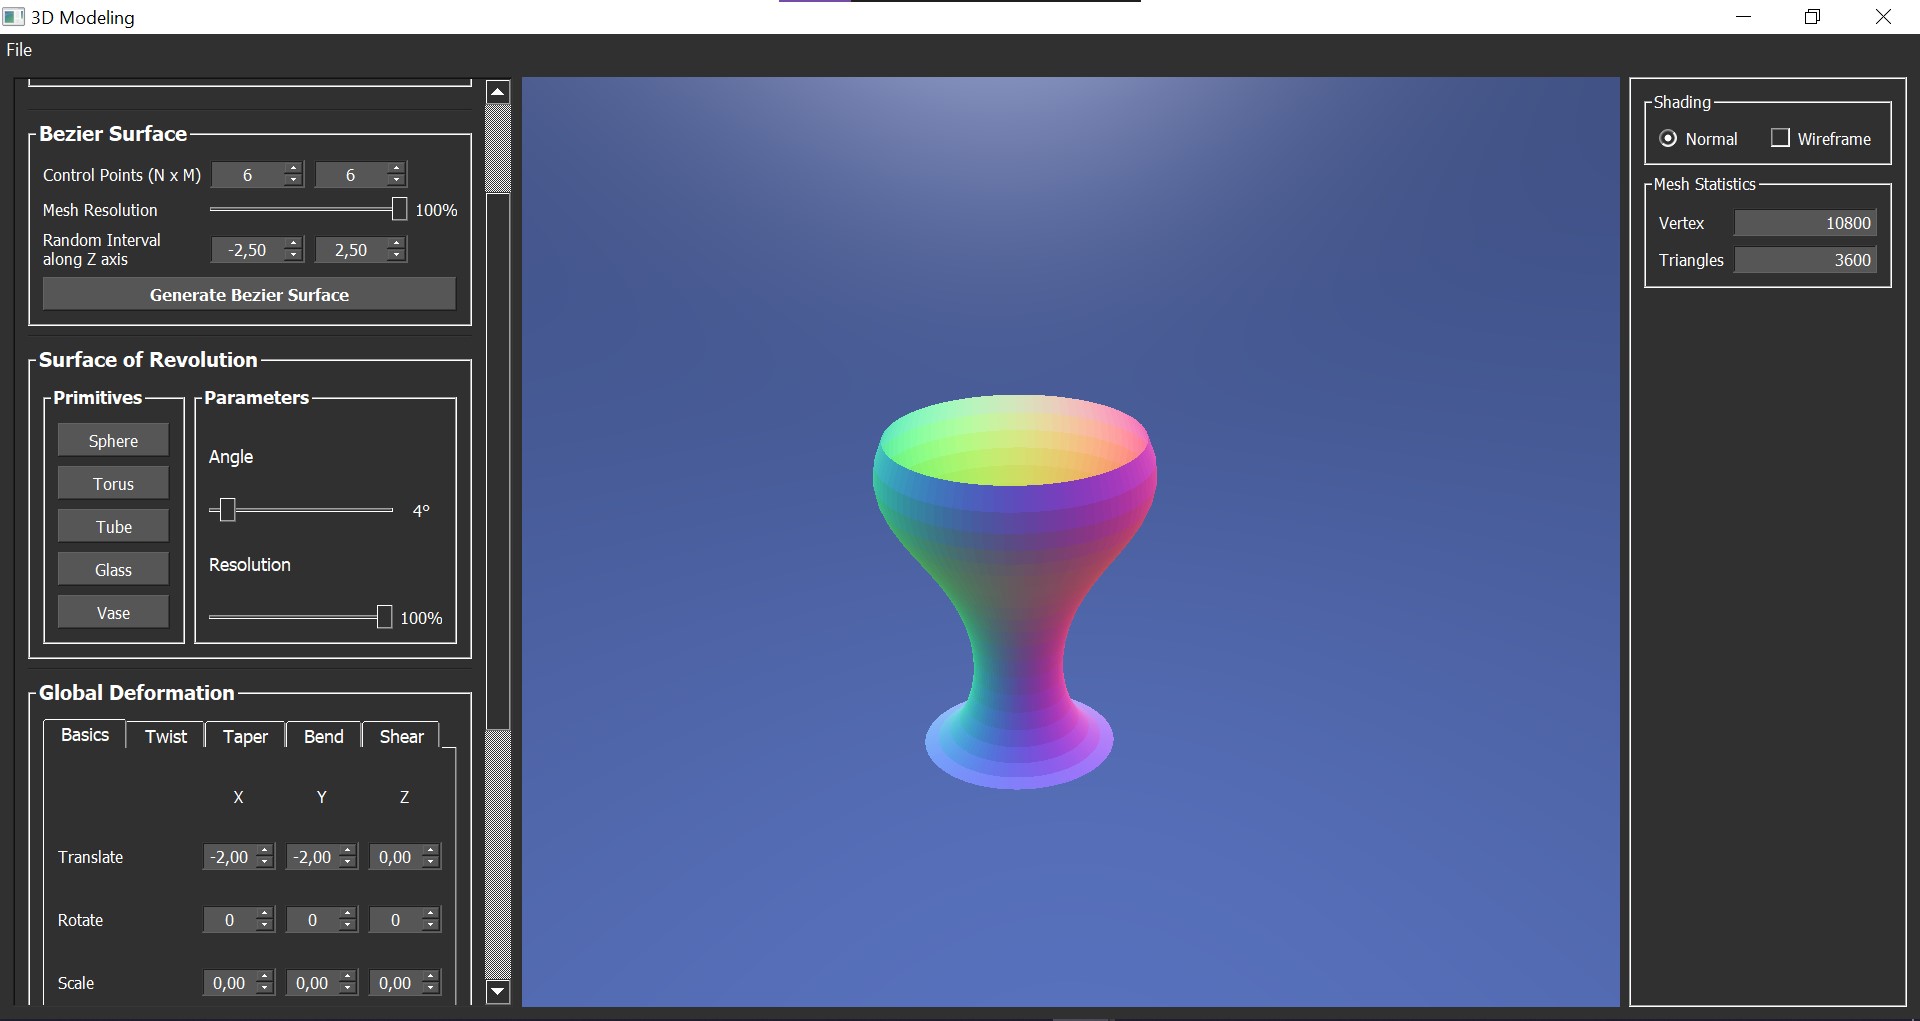 3D Modeling
File
Bezier Surface
Control Points (N x M) 6 6
Mesh Resolution 100%
Random Interval along Z axis -2,50 2,50
Generate Bezier Surface
Surface of Revolution
Primitives
Sphere
Torus
Tube
Glass
Vase
Parameters
Angle
4°
Resolution
100%
Global Deformation
Basics Twist Taper Bend Shear
X Y Z
Translate -2,00 -2,00 0,00
Rotate 0 0 0
Scale 0,00 0,00 0,00
Shading
Normal Wireframe
Mesh Statistics
Vertex 10800
Triangles 3600